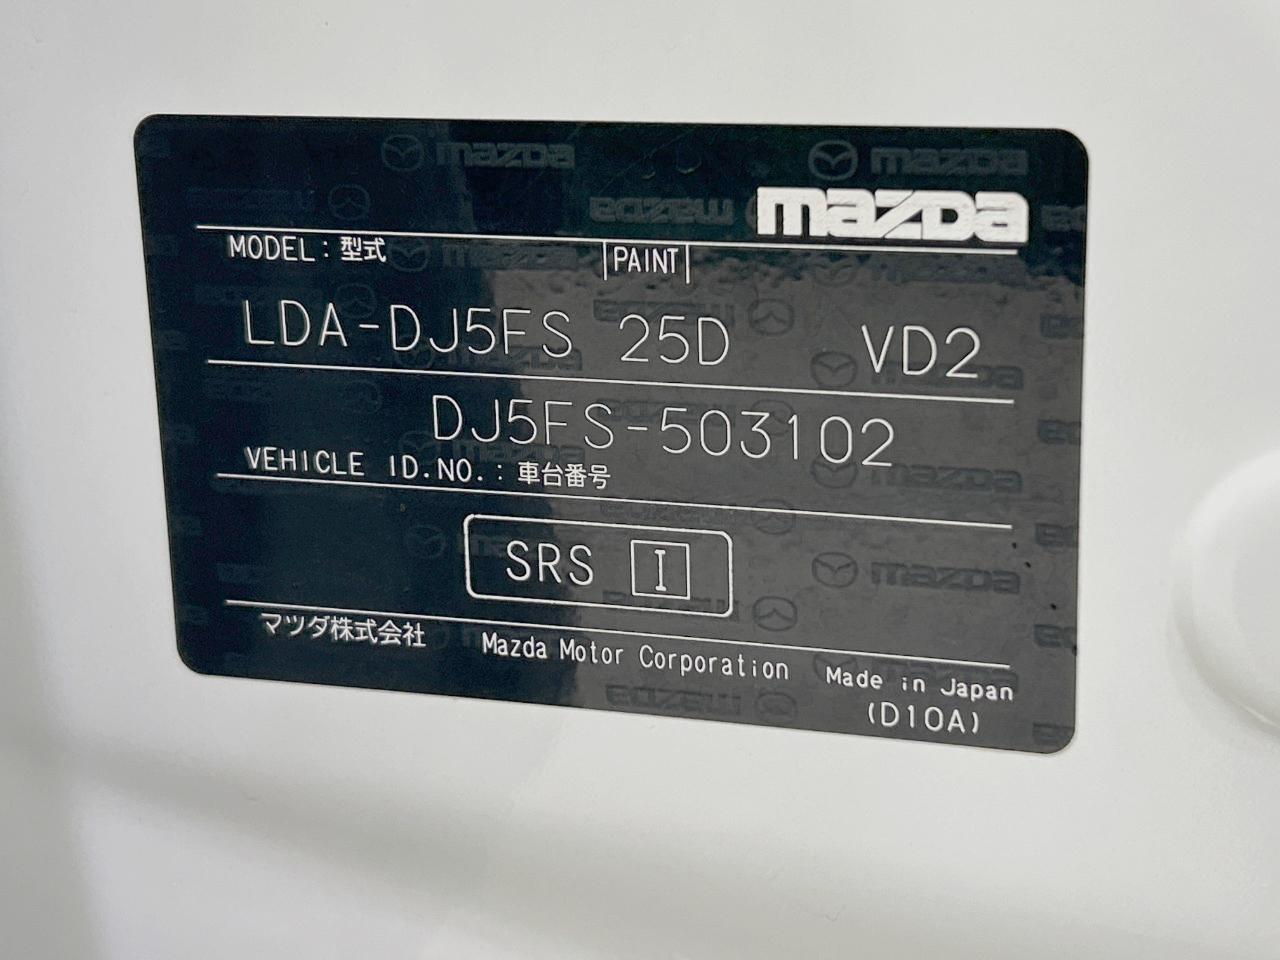 mazda
MODEL：型式 PAINT
LDA-DJ5FS 25D VD2
DJ5FS-503102
VEHICLE ID.NO.：車台番号
SRS I
マツダ株式会社 Mazda Motor Corporation Made in Japan
(D10A)